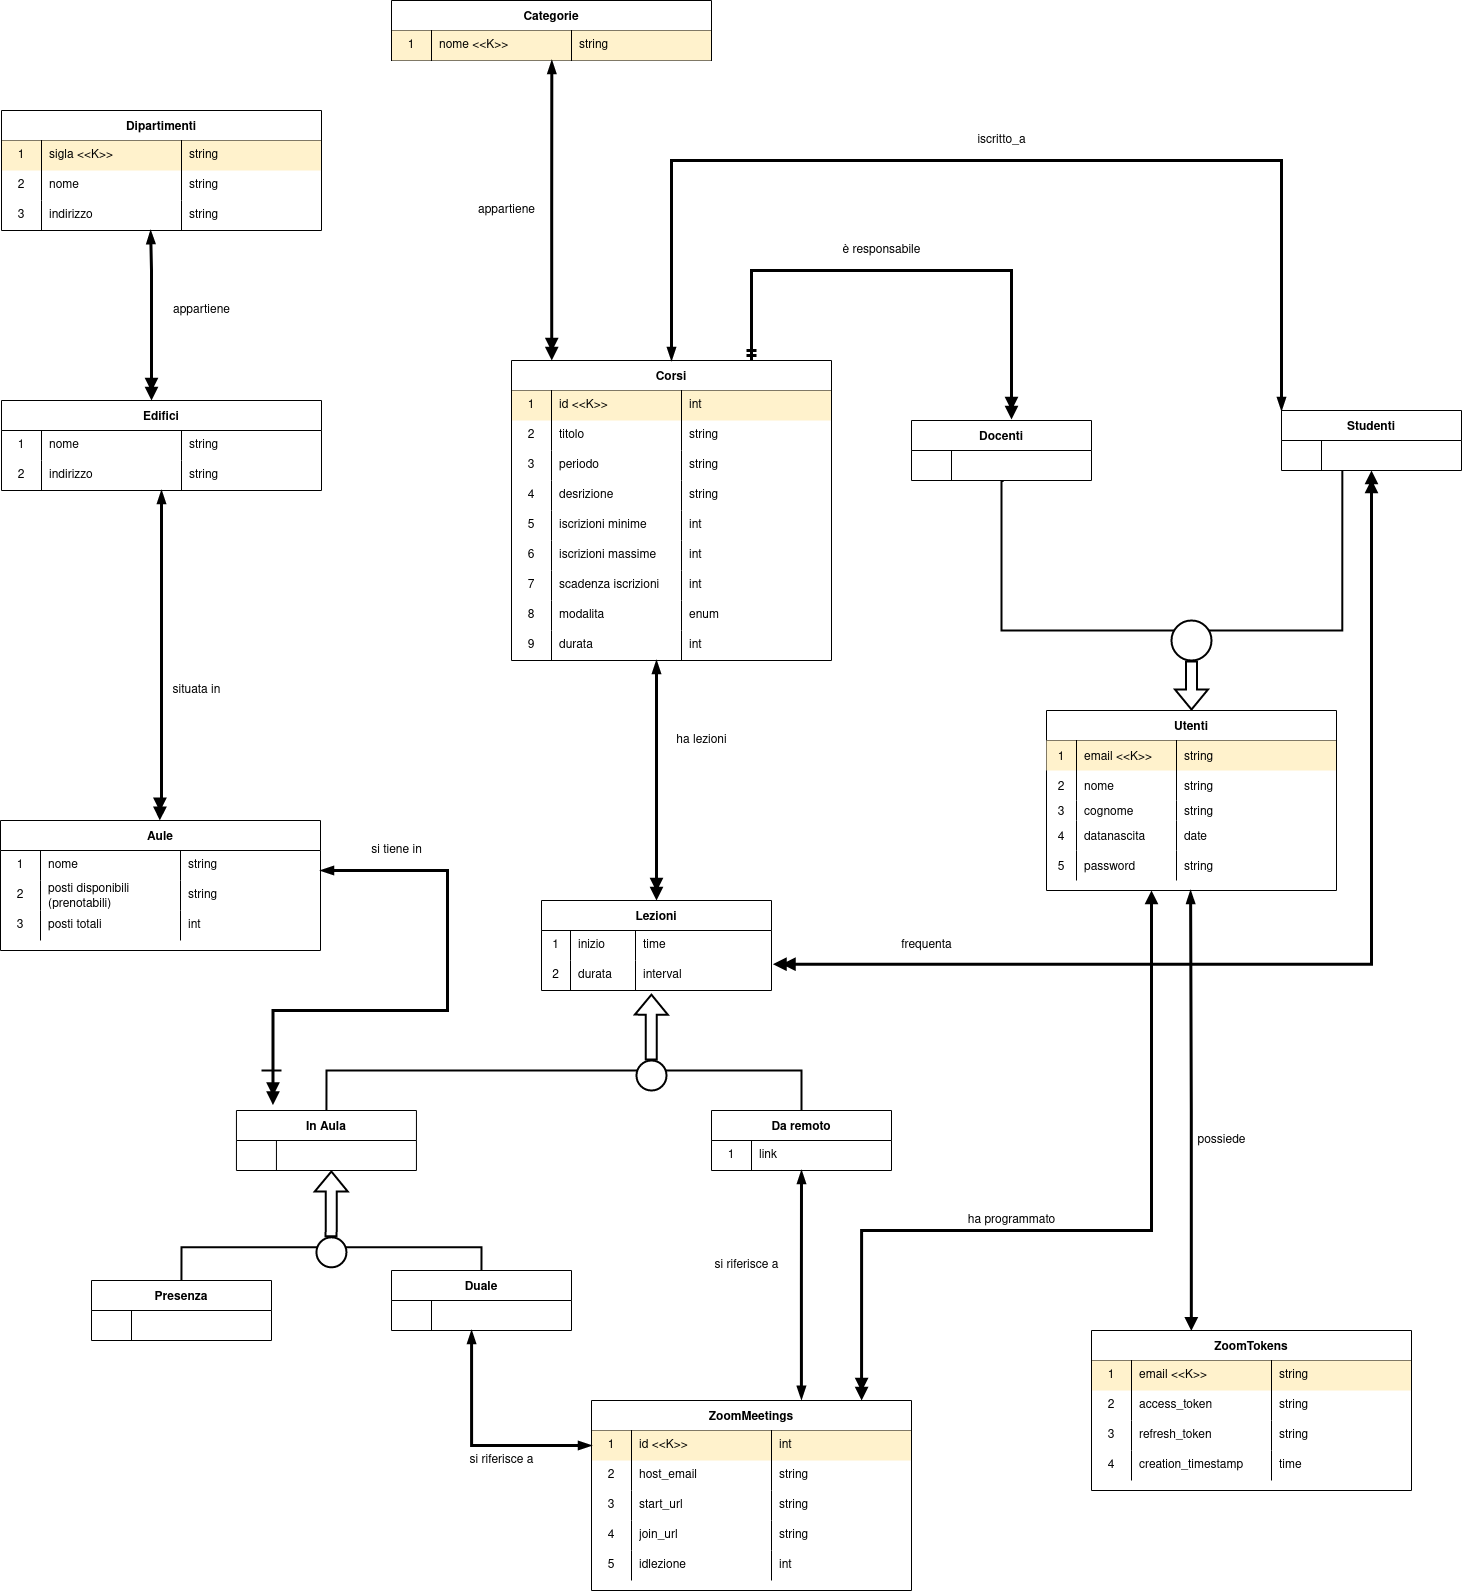 Categorie
1 nome <<K>> string
Dipartimenti
1 sigla <<K>> string
2 nome string
3 indirizzo string
iscritto_a
appartiene
è responsabile
appartiene
Corsi
1 id <<K>> int
2 titolo string
3 periodo string
4 desrizione string
5 iscrizioni minime int
6 iscrizioni massime int
7 scadenza iscrizioni int
8 modalita enum
9 durata int
Edifici
1 nome string
2 indirizzo string
Docenti
Studenti
situata in
ha lezioni
Utenti
1 email <<K>> string
2 nome string
3 cognome string
4 datanascita date
5 password string
Aule
1 nome string
2 posti disponibili
(prenotabili) string
3 posti totali int
si tiene in
Lezioni
1 inizio time
2 durata interval
frequenta
In Aula
Da remoto
1 link
possiede
ha programmato
si riferisce a
Presenza
Duale
si riferisce a
ZoomMeetings
1 id <<K>> int
2 host_email string
3 start_url string
4 join_url string
5 idlezione int
ZoomTokens
1 email <<K>> string
2 access_token string
3 refresh_token string
4 creation_timestamp time